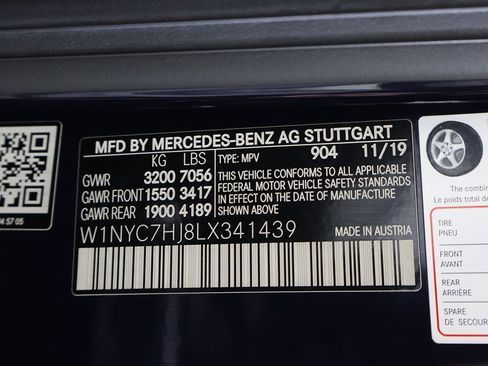 MFD BY MERCEDES-BENZ AG STUTTGART
KG LBS TYPE: MPV 904 11/19
GVWR 3200 7056
GAWR FRONT 1550 3417
GAWR REAR 1900 4189
THIS VEHICLE CONFORMS TO ALL APPLICABLE
FEDERAL MOTOR VEHICLE SAFETY STANDARDS
IN EFFECT ON THE DATE OF MANUFACTURE
SHOWN ABOVE.
W1NYC7HJ8LX341439 MADE IN AUSTRIA
The combined
Le poids total des
TIRE
PNEU
FRONT
AVANT
REAR
ARRIÈRE
SPARE
DE SECOURS